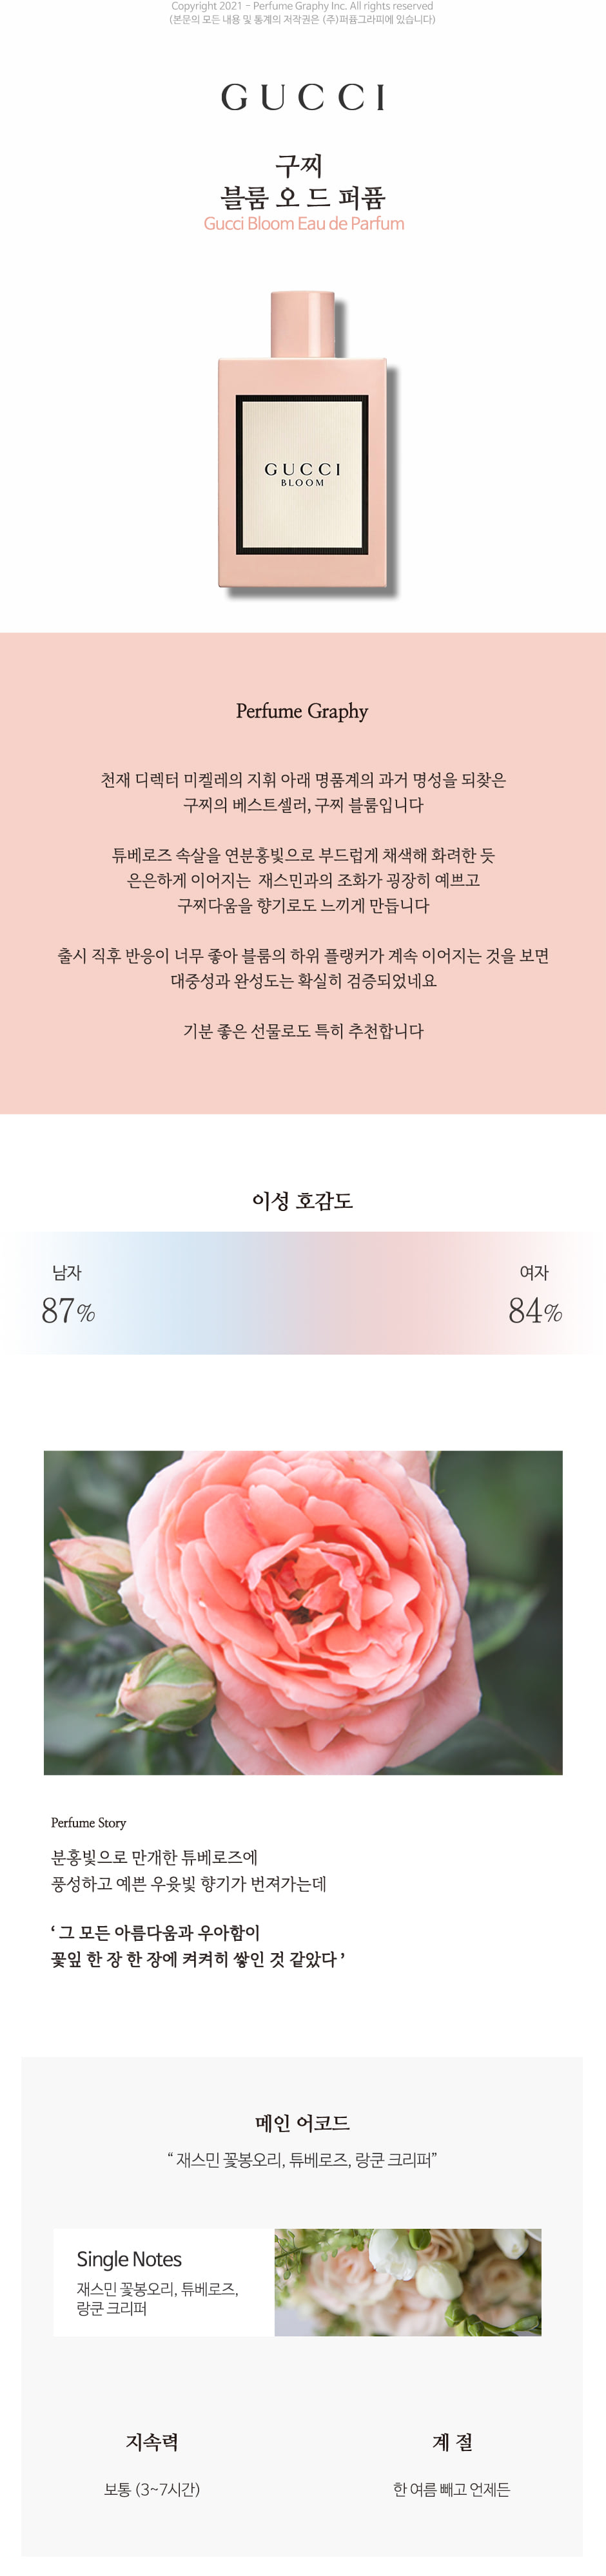 Copyright 2021 - Perfume Graphy Inc. All rights reserved
(본문의 모든 내용 및 통계의 저작권은 (주)퍼퓸그라피에 있습니다)
GUCCI
구찌
블룸 오 드 퍼퓸
Gucci Bloom Eau de Parfum
GUCCI
BLOOM
Perfume Graphy
천재 디렉터 미켈레의 지휘 아래 명품계의 과거 명성을 되찾은
구찌의 베스트셀러, 구찌 블룸입니다
튜베로즈 속살을 연분홍빛으로 부드럽게 채색해 화려한 듯
은은하게 이어지는 재스민과의 조화가 굉장히 예쁘고
구찌다움을 향기로도 느끼게 만듭니다
출시 직후 반응이 너무 좋아 블룸의 하위 플랭커가 계속 이어지는 것을 보면
대중성과 완성도는 확실히 검증되었네요
기분 좋은 선물로도 특히 추천합니다
이성 호감도
남자
87%
여자
84%
Perfume Story
분홍빛으로 만개한 튜베로즈에
풍성하고 예쁜 우윳빛 향기가 번져가는데
‘ 그 모든 아름다움과 우아함이
꽃잎 한 장 한 장에 켜켜히 쌓인 것 같았다 ’
메인 어코드
“ 재스민 꽃봉오리, 튜베로즈, 랑쿤 크리퍼”
Single Notes
재스민 꽃봉오리, 튜베로즈,
랑쿤 크리퍼
지속력
보통 (3~7시간)
계 절
한 여름 빼고 언제든